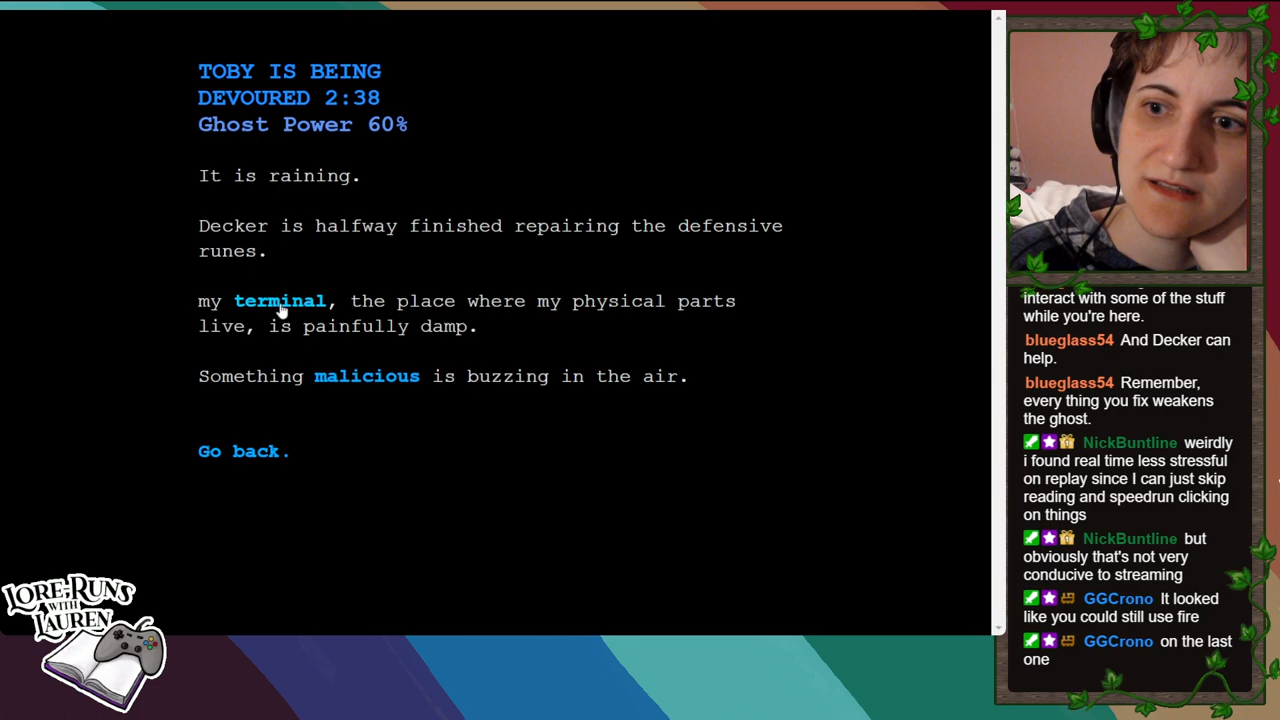 TOBY IS BEING
DEVOURED 2:38
Ghost Power 60%
It is raining.
Decker is halfway finished repairing the defensive
runes.
my terminal, the place where my physical parts
live, is painfully damp.
Something malicious is buzzing in the air.
Go back.
LORE-RUNS
WITH
LAUREN
interact with some of the stuff
while you're here.
blueglass54 And Decker can
help.
blueglass54 Remember,
every thing you fix weakens
the ghost.
NickBuntline weirdly
i found real time less stressful
on replay since I can just skip
reading and speedrun clicking
on things
NickBuntline but
obviously that's not very
conducive to streaming
GGCrono It looked
like you could still use fire
GGCrono on the last
one